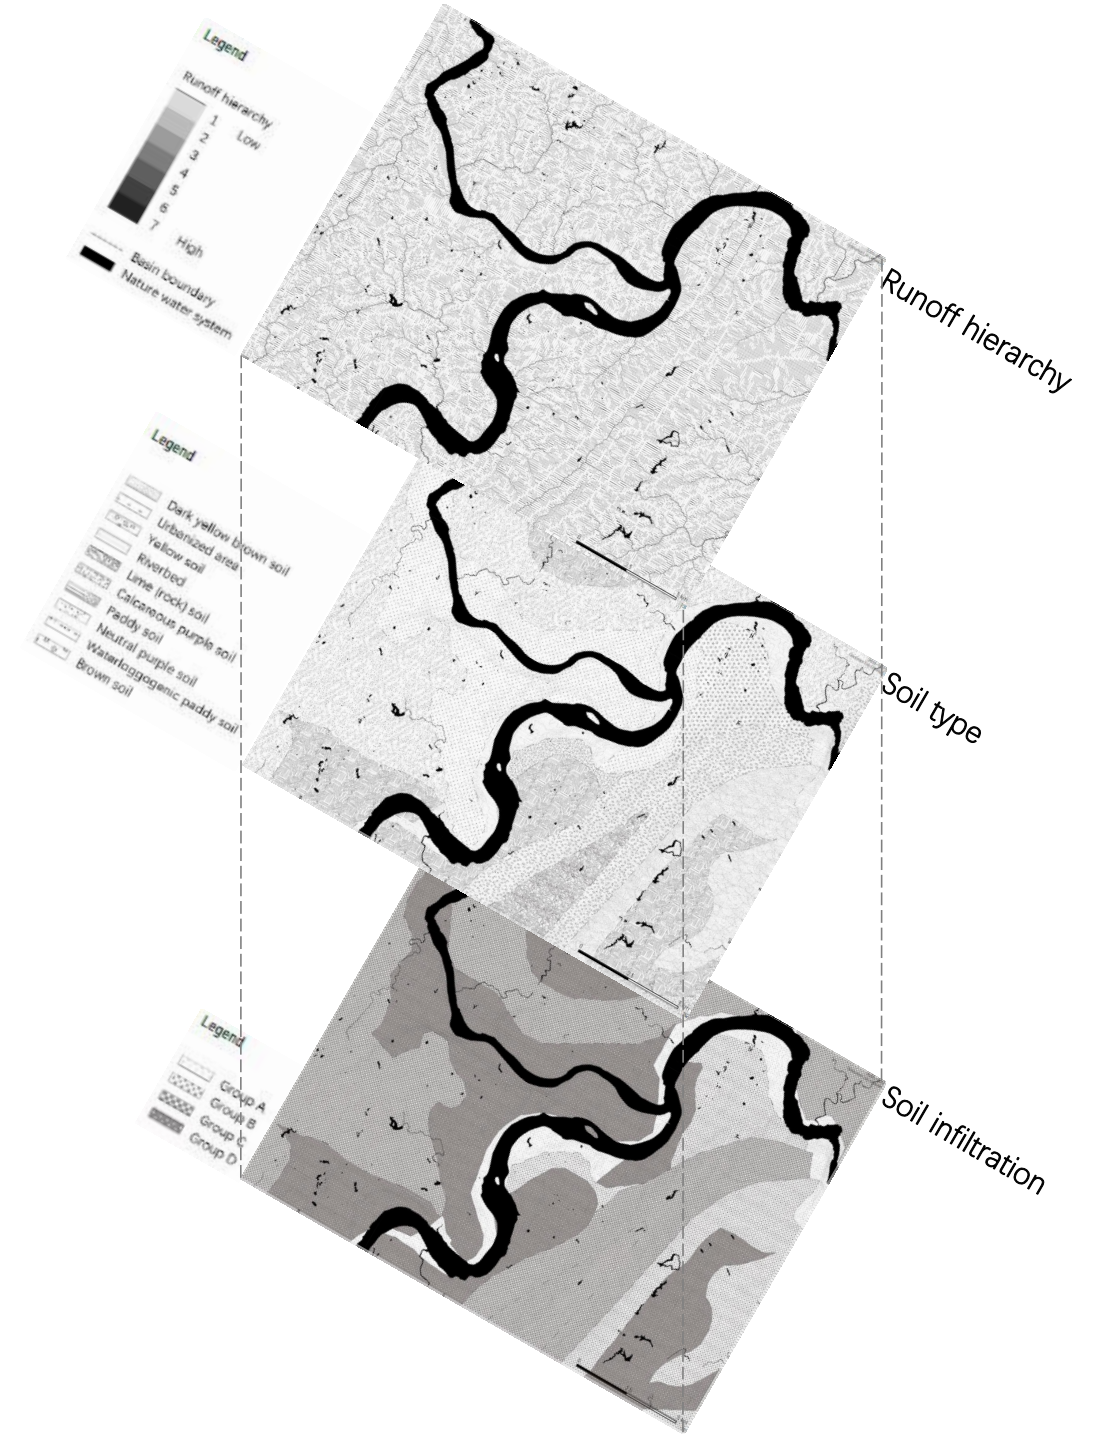 Legend
Runoff hierarchy
1
Low
2
3
4
5
6
7
High
Basin boundary
Nature water system
Runoff hierarchy
Legend
Dark yellow brown soil
Urbanized area
Yellow soil
Riverbed
Lime (rock) soil
Calcareous purple soil
Paddy soil
Neutral purple soil
Waterloggogenic paddy soil
Brown soil
Soil type
Legend
Group A
Group B
Group C
Group D
Soil infiltration